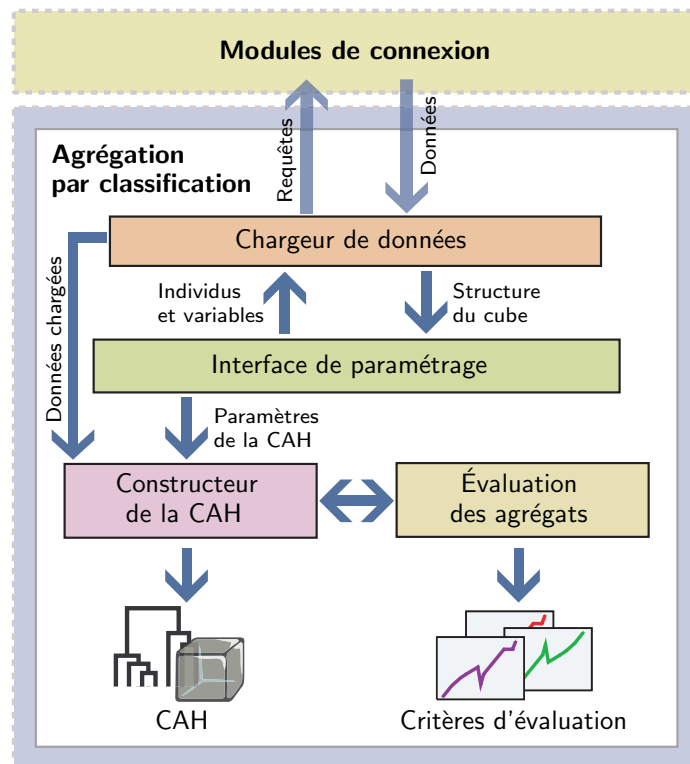 Modules de connexion
Requêtes
Données
Agrégation
par classification
Chargeur de données
Données chargées
Individus
et variables
Structure
du cube
Interface de paramétrage
Paramètres
de la CAH
Constructeur
de la CAH
Évaluation
des agrégats
CAH
Critères d'évaluation